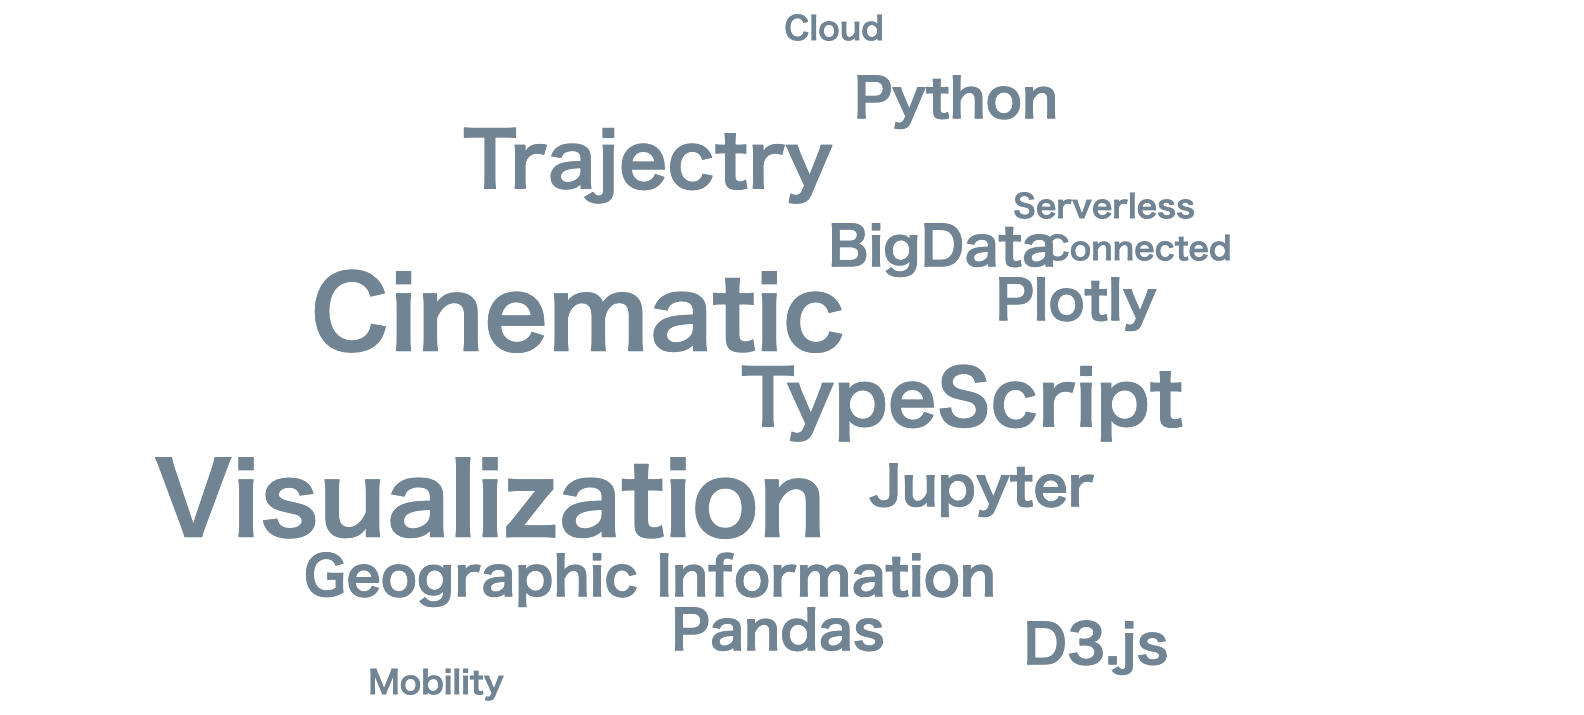 Cloud
Python
Trajectry
Serverless
BigData
Connected
Cinematic
Plotly
TypeScript
Visualization
Jupyter
Geographic Information
Pandas
D3.js
Mobility